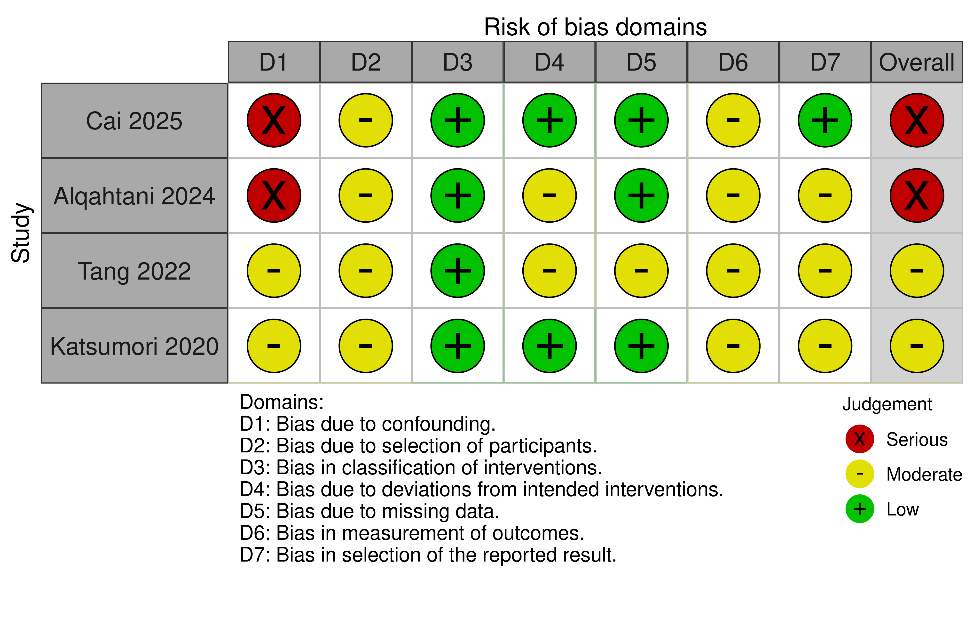 Risk of bias domains
D1 D2 D3 D4 D5 D6 D7 Overall
Study
Cai 2025 X - + + + - + X
Alqahtani 2024 X - + - + - - X
Tang 2022 - - + - - - - -
Katsumori 2020 - - + + + - - -
Domains:
D1: Bias due to confounding.
D2: Bias due to selection of participants.
D3: Bias in classification of interventions.
D4: Bias due to deviations from intended interventions.
D5: Bias due to missing data.
D6: Bias in measurement of outcomes.
D7: Bias in selection of the reported result.
Judgement
X Serious
- Moderate
+ Low